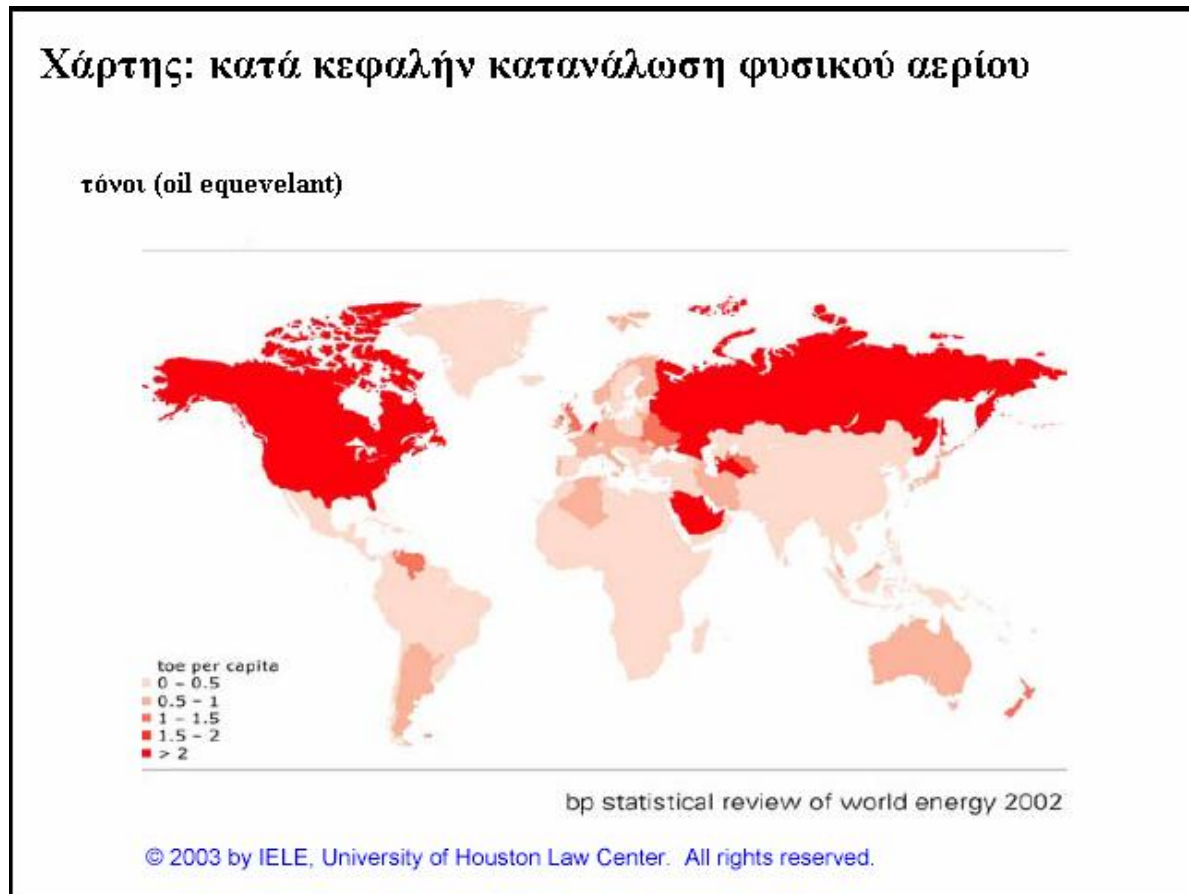 Χάρτης: κατά κεφαλήν κατανάλωση φυσικού αερίου
τόνοι (oil equevelant)
toe per capita
0 – 0.5
0.5 – 1
1 – 1.5
1.5 – 2
> 2
bp statistical review of world energy 2002
© 2003 by IELE, University of Houston Law Center. All rights reserved.